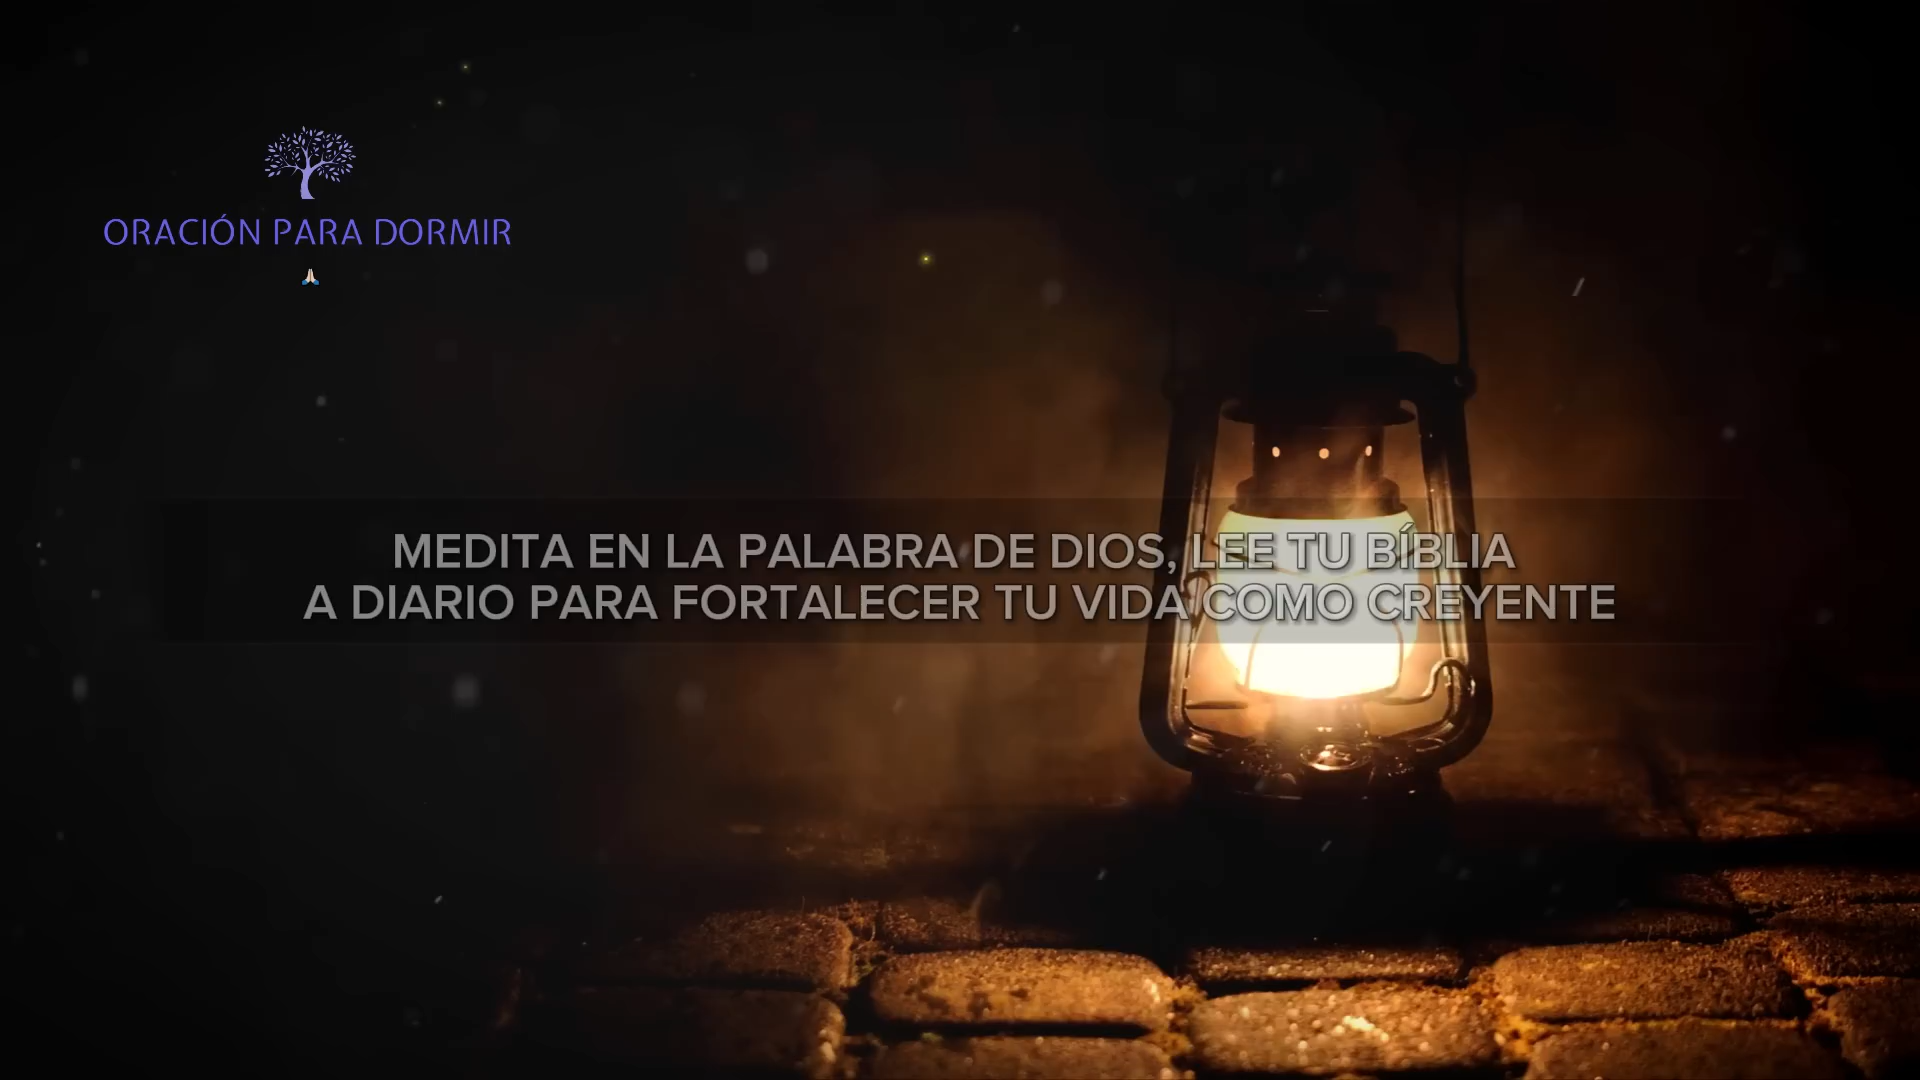 ORACIÓN PARA DORMIR
MEDITA EN LA PALABRA DE DIOS, LEE TU BÍBLIA
A DIARIO PARA FORTALECER TU VIDA COMO CREYENTE